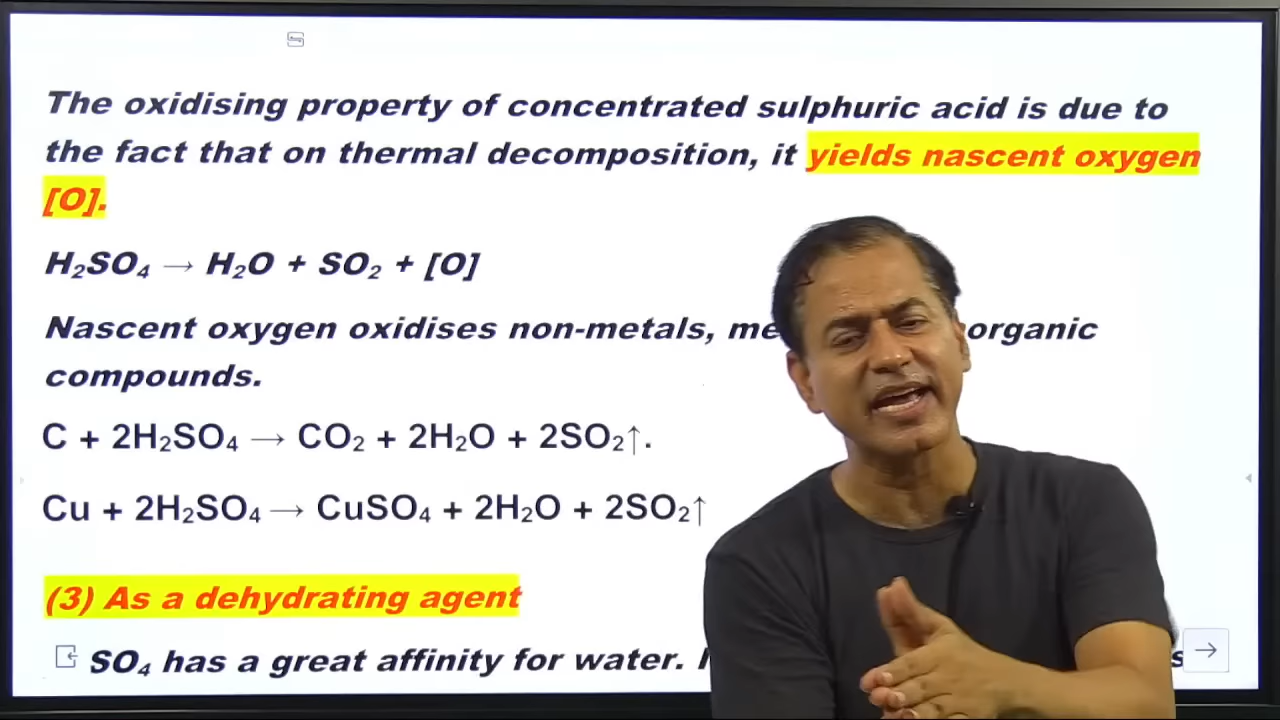 The oxidising property of concentrated sulphuric acid is due to
the fact that on thermal decomposition, it yields nascent oxygen
[O].
H₂SO₄ → H₂O + SO₂ + [O]
Nascent oxygen oxidises non-metals, organic
compounds.
C + 2H₂SO₄ → CO₂ + 2H₂O + 2SO₂↑.
Cu + 2H₂SO₄ → CuSO₄ + 2H₂O + 2SO₂↑
(3) As a dehydrating agent
SO₄ has a great affinity for water.